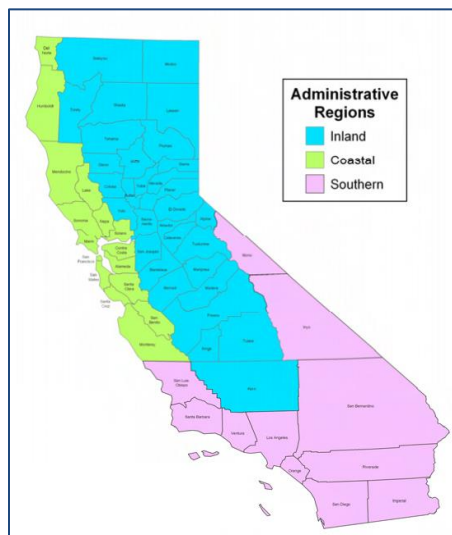 Administrative
Regions
Inland
Coastal
Southern
Del
Norte
Siskiyou
Modoc
Humboldt
Trinity
Shasta
Lassen
Tehama
Plumas
Mendocino
Glenn
Butte
Sierra
Lake
Colusa
Yuba
Nevada
Placer
Sutter
Sonoma
Napa
Yolo
El Dorado
Solano
Alpine
Marin
Contra
Costa
San Joaquin
Calaveras
Tuolumne
San
Francisco
Alameda
Mono
San Mateo
Santa
Clara
Stanislaus
Mariposa
Santa
Cruz
Merced
Madera
San
Benito
Fresno
Inyo
Monterey
Kings
Tulare
San Luis
Obispo
Kern
San Bernardino
Santa Barbara
Ventura
Los Angeles
Orange
Riverside
San Diego
Imperial